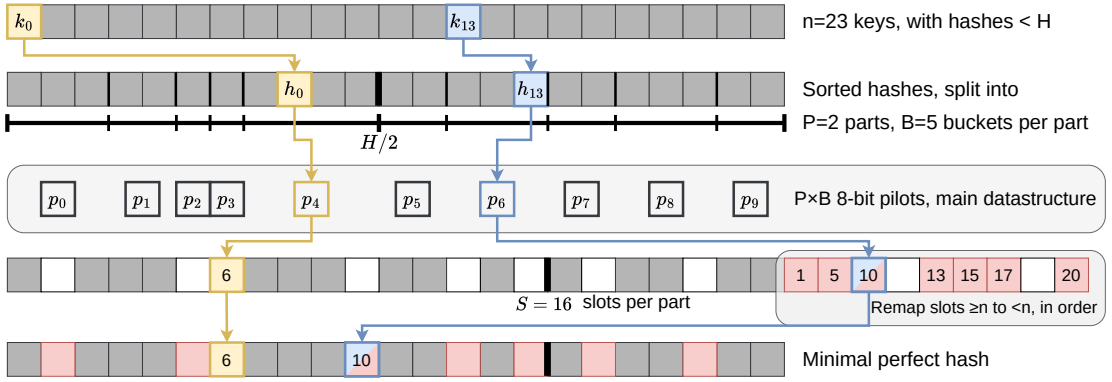 k₀ k₁₃ n=23 keys, with hashes < H
h₀ h₁₃ Sorted hashes, split into
H/2 P=2 parts, B=5 buckets per part
p₀ p₁ p₂ p₃ p₄ p₅ p₆ p₇ p₈ p₉ P×B 8-bit pilots, main datastructure
6 1 5 10 13 15 17 20
S = 16 slots per part Remap slots ≥n to <n, in order
6 10 Minimal perfect hash